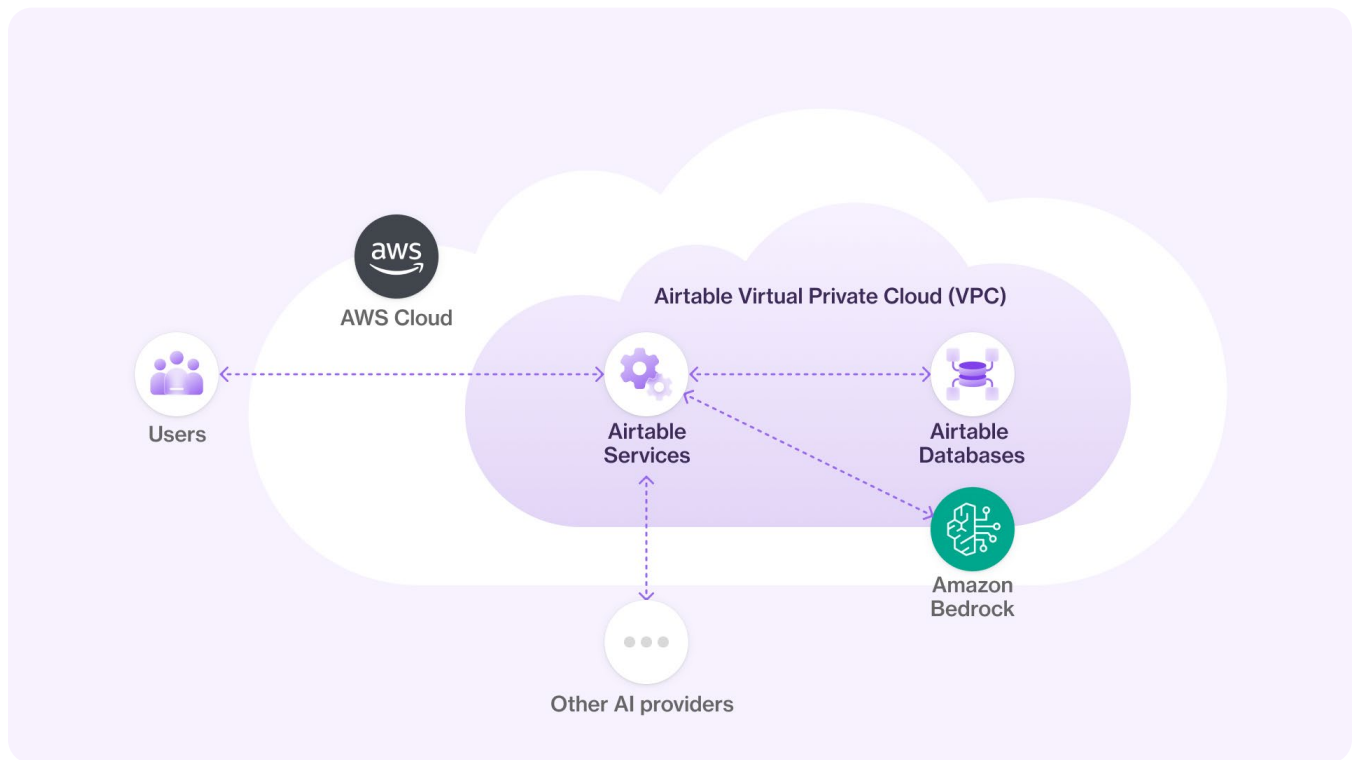 aws
AWS Cloud
Airtable Virtual Private Cloud (VPC)
Users
Airtable
Services
Airtable
Databases
Amazon
Bedrock
Other AI providers